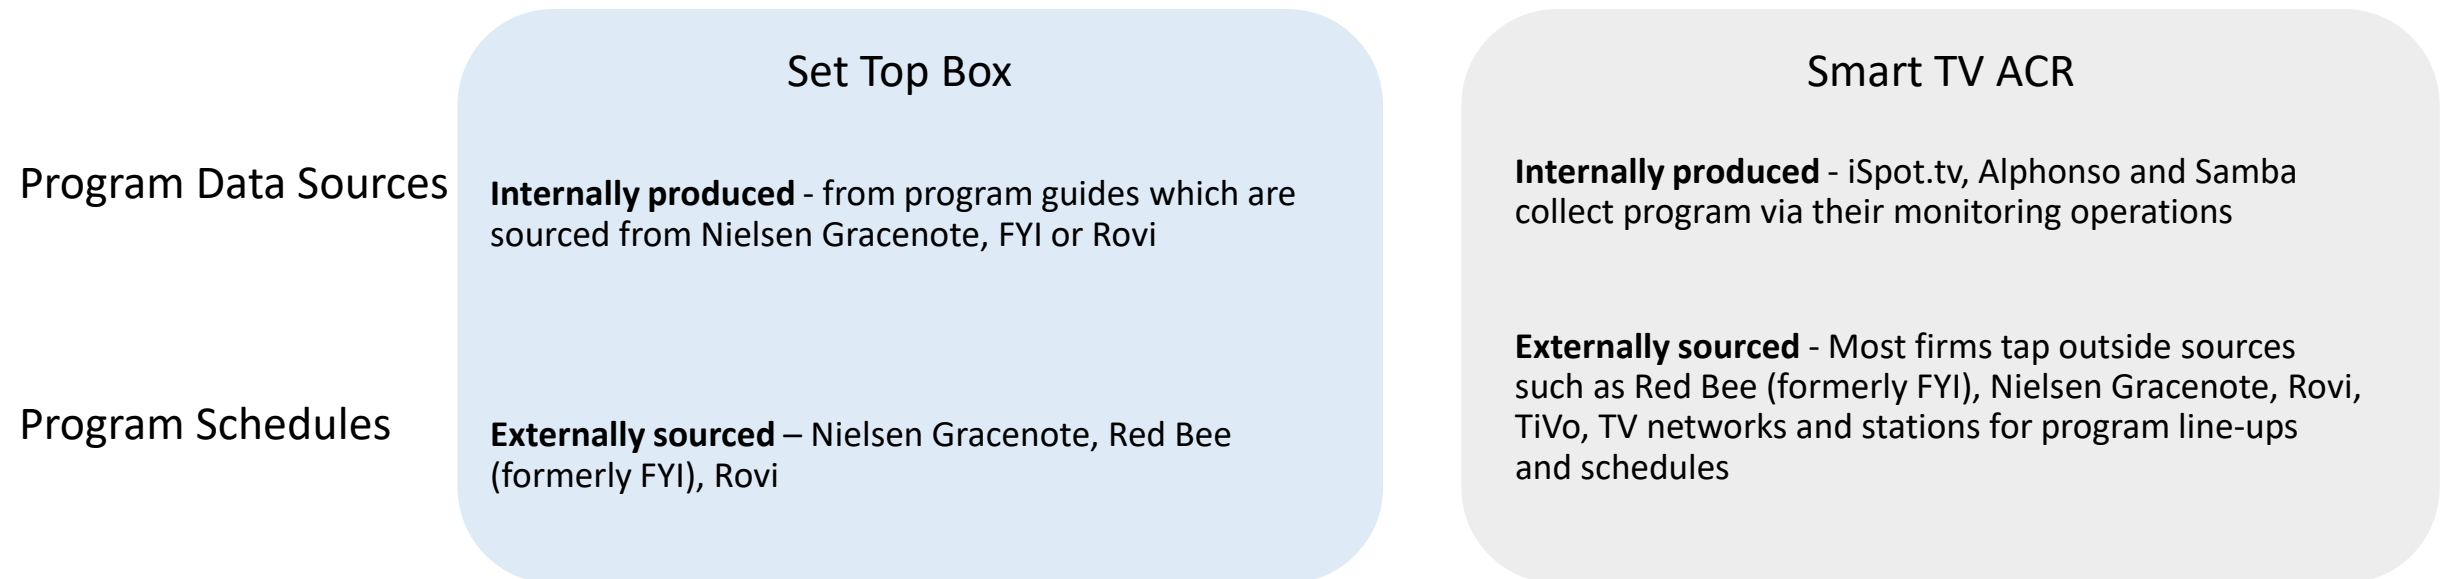 Set Top Box
Smart TV ACR
Program Data Sources
Internally produced - from program guides which are
sourced from Nielsen Gracenote, FYI or Rovi
Internally produced - iSpot.tv, Alphonso and Samba
collect program via their monitoring operations
Program Schedules
Externally sourced – Nielsen Gracenote, Red Bee
(formerly FYI), Rovi
Externally sourced - Most firms tap outside sources
such as Red Bee (formerly FYI), Nielsen Gracenote, Rovi,
TiVo, TV networks and stations for program line-ups
and schedules